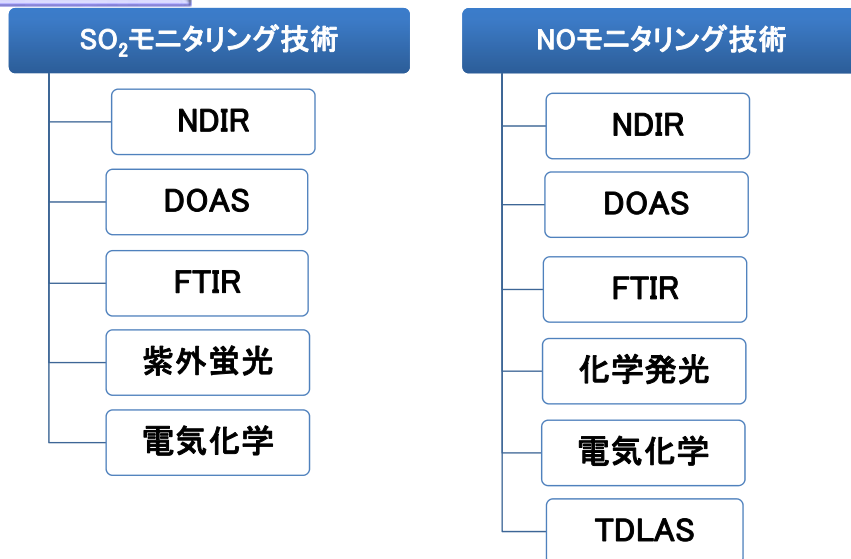 SO₂モニタリング技術
NDIR
DOAS
FTIR
紫外蛍光
電気化学
NOモニタリング技術
NDIR
DOAS
FTIR
化学発光
電気化学
TDLAS